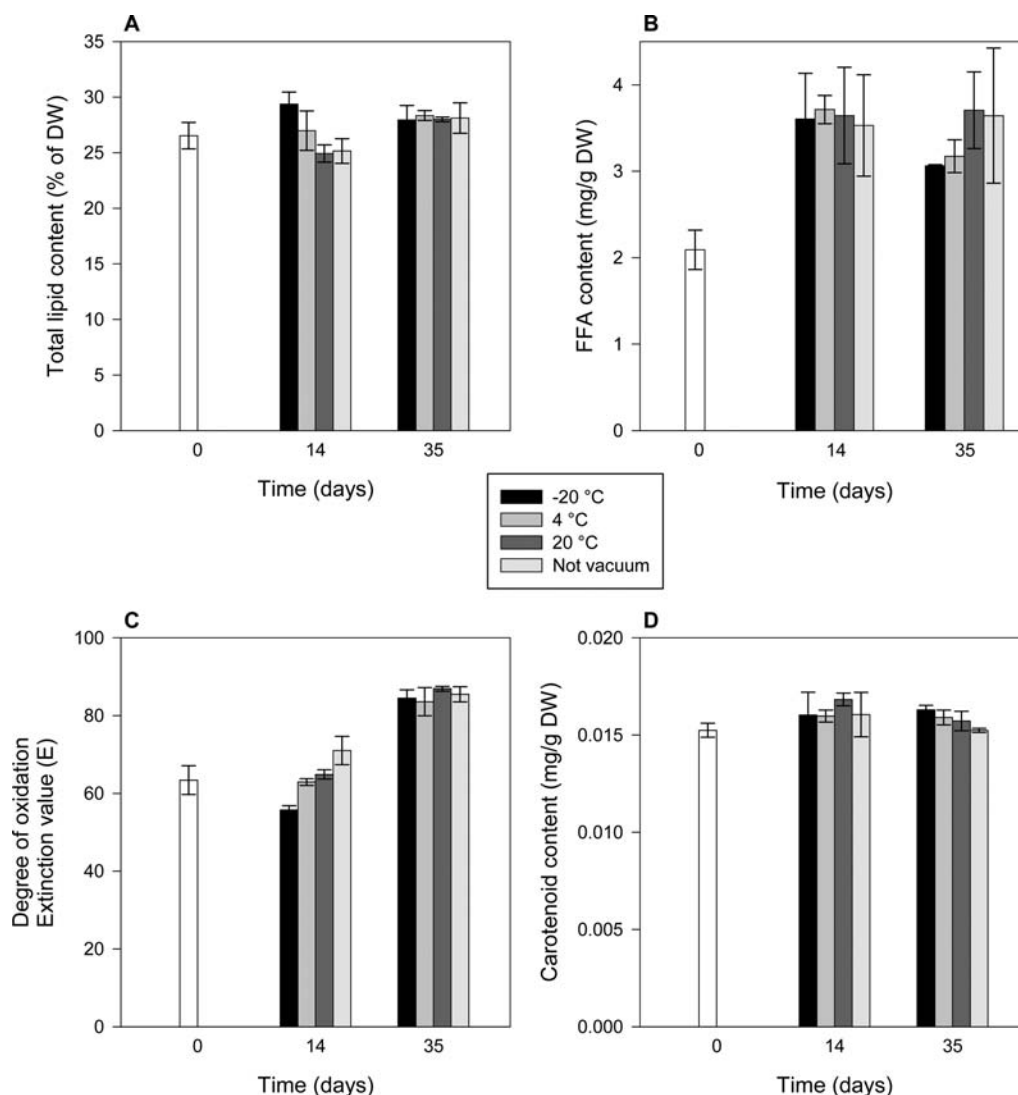 A
35
30
25
20
15
10
5
0
Total lipid content (% of DW)
0 14 35
Time (days)
B
4
3
2
1
0
FFA content (mg/g DW)
0 14 35
Time (days)
-20 °C
4 °C
20 °C
Not vacuum
C
100
80
60
40
20
0
Degree of oxidation
Extinction value (E)
0 14 35
Time (days)
D
0.020
0.015
0.010
0.005
0.000
Carotenoid content (mg/g DW)
0 14 35
Time (days)